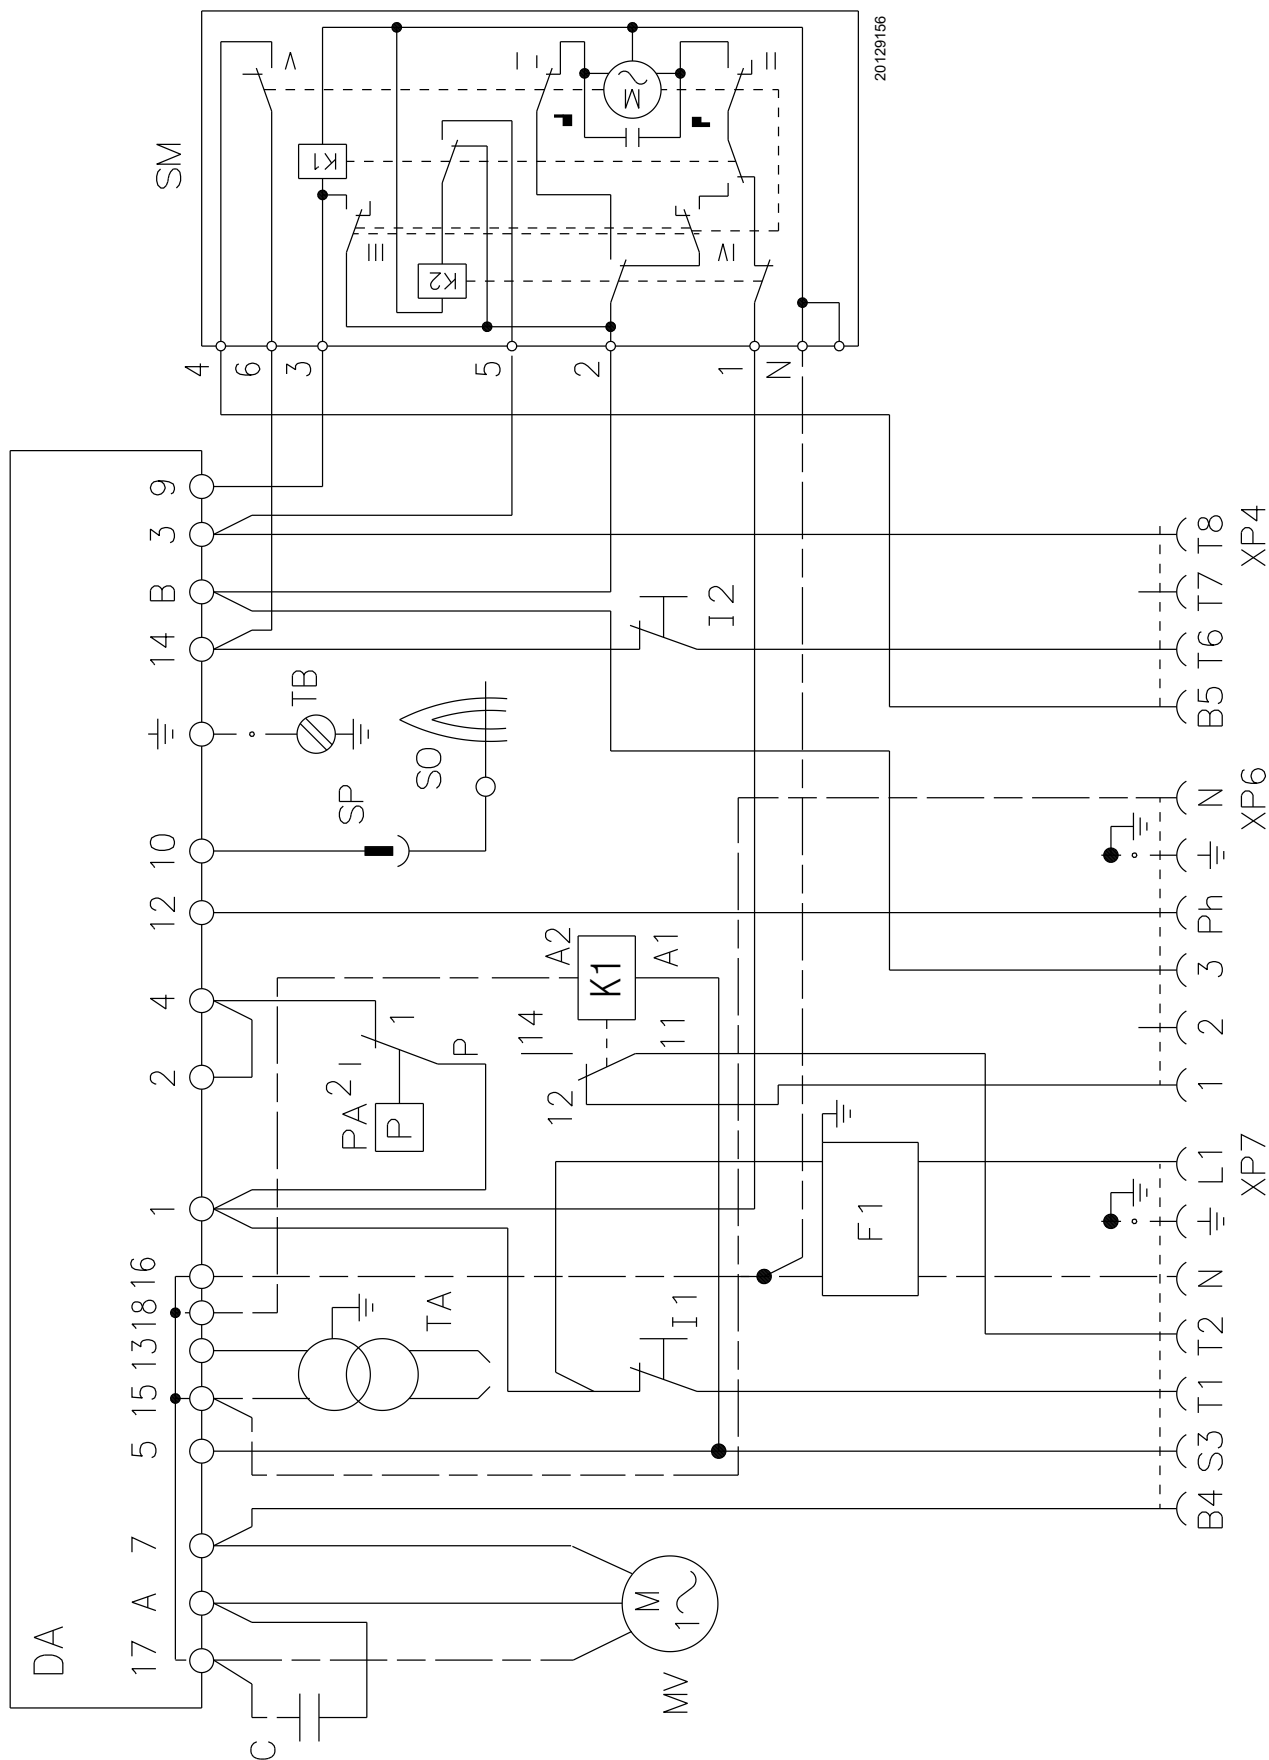 20129156
SM
V
I
II
M
K1
III
K2
IV
4 6 3 5 2 1 N
DA
17 A 7 5 15 13 18 16 1 2 4 12 10 14 B 3 9
C
MV
M
1
TA
I1
F1
PA
P
2
1
P
K1
A2
A1
14
12
11
SP
SO
TB
I2
B4 S3 T1 T2 N L1
XP7
1 2 3 Ph N
XP6
B5 T6 T7 T8
XP4